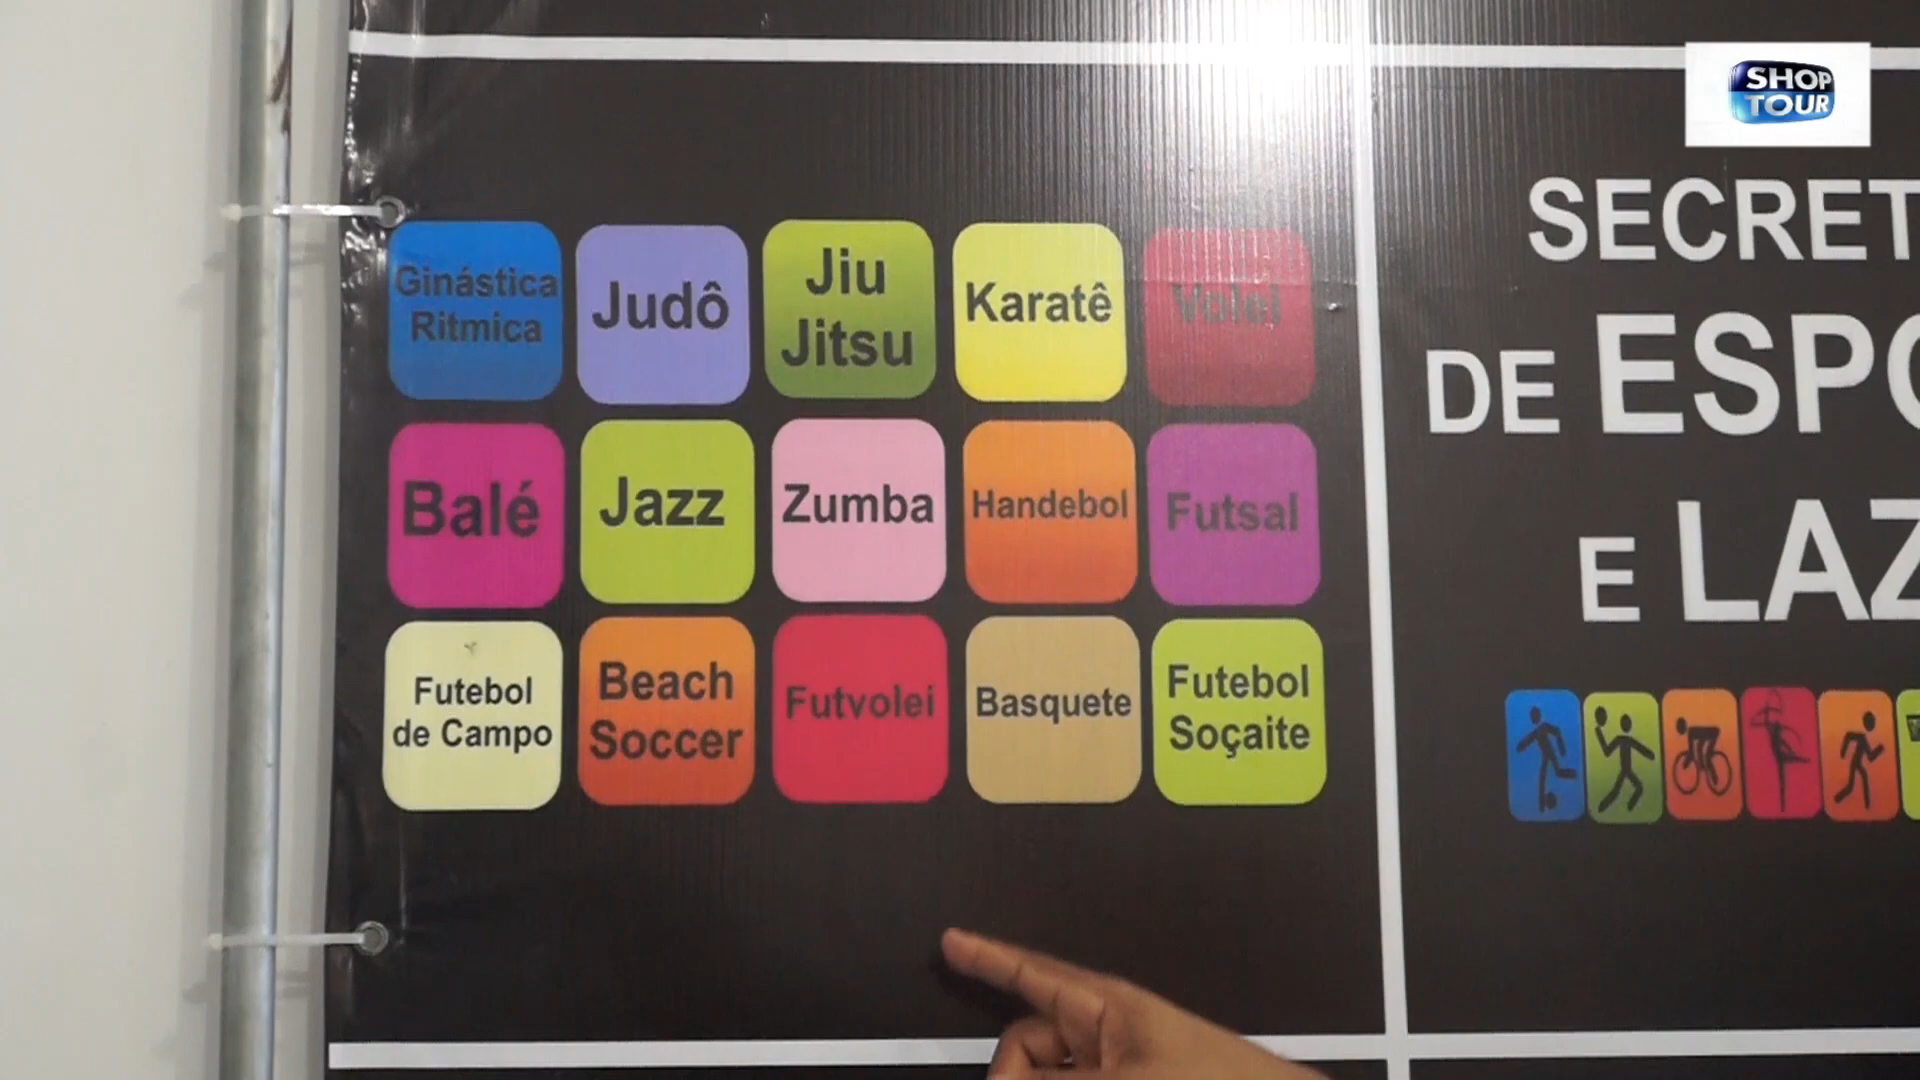 SHOP
TOUR
Ginástica
Ritmica
Judô
Jiu
Jitsu
Karatê
Volei
Balé
Jazz
Zumba
Handebol
Futsal
Futebol
de Campo
Beach
Soccer
Futvolei
Basquete
Futebol
Soçaite
SECRET
DE ESPO
E LAZ